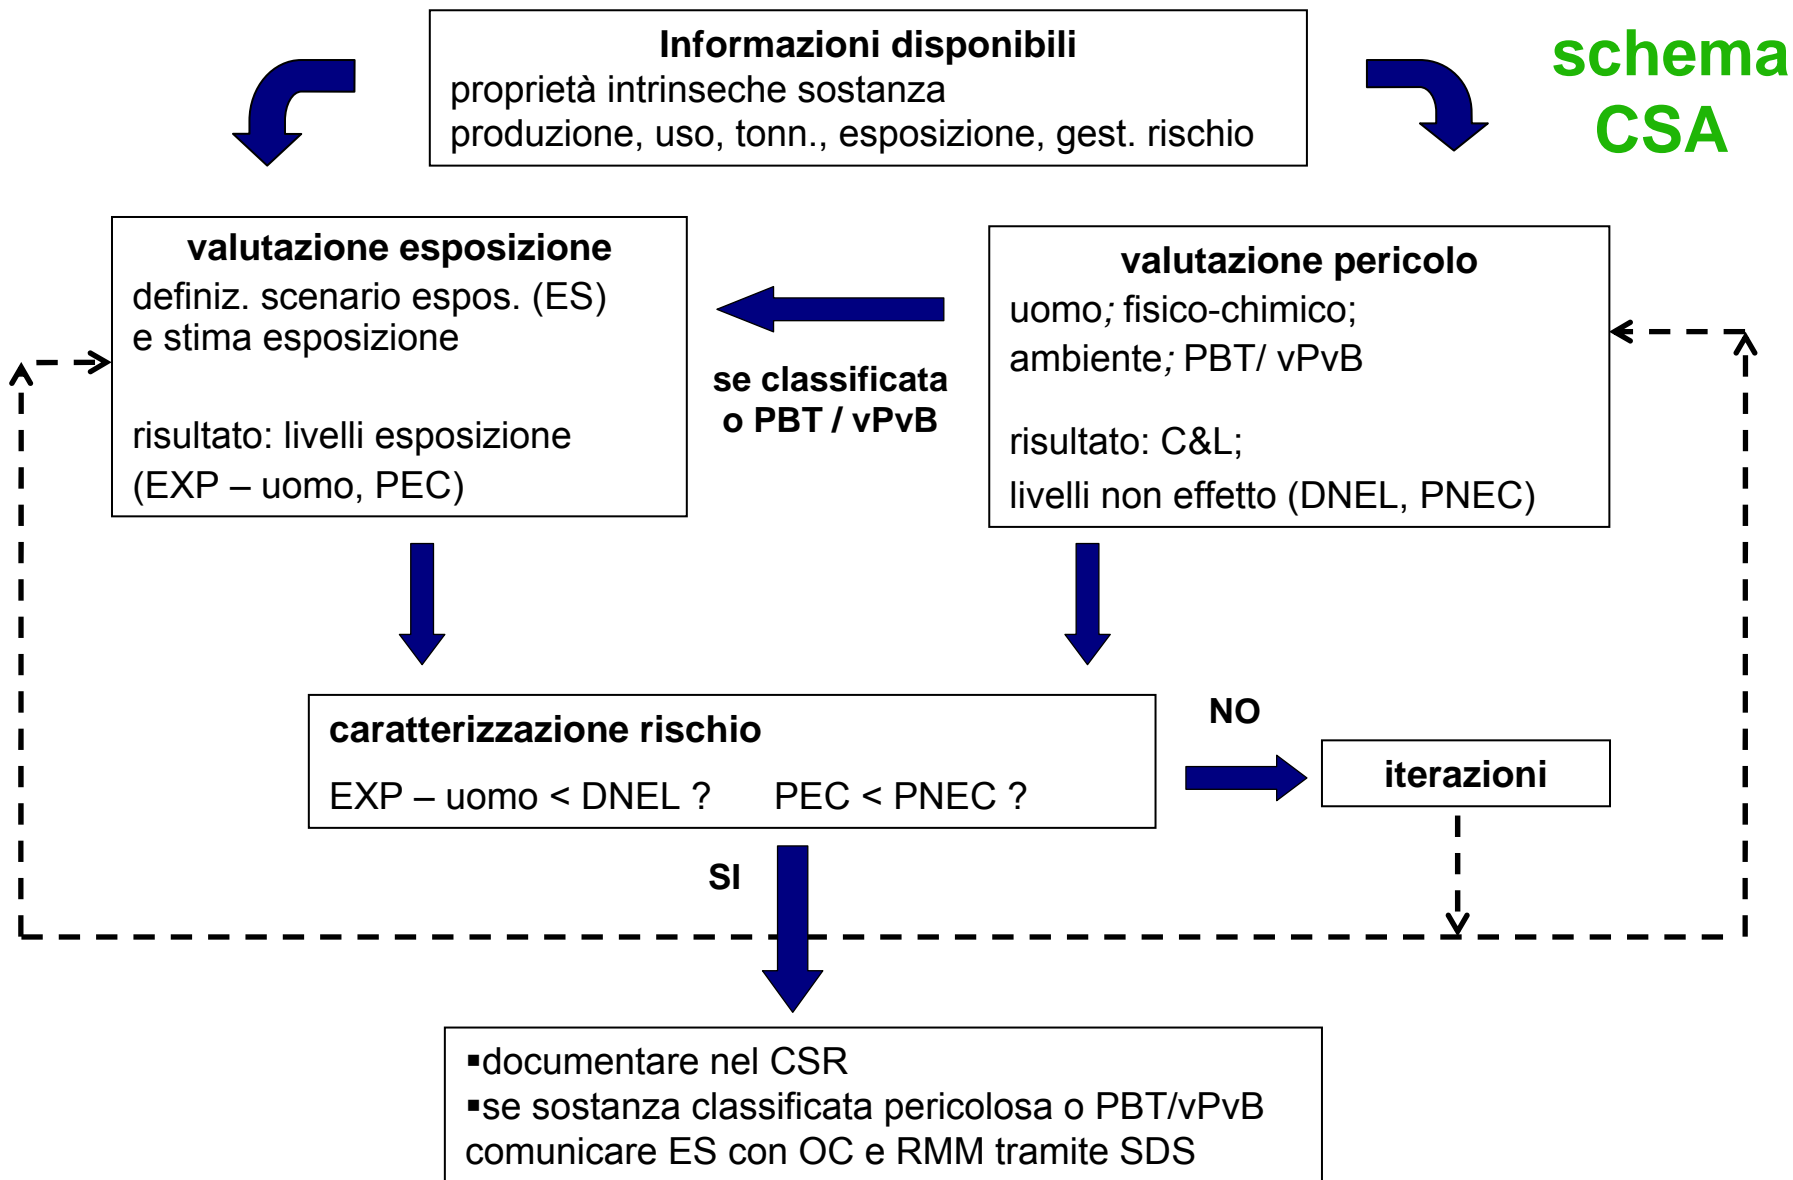 Informazioni disponibili
proprietà intrinseche sostanza
produzione, uso, tonn., esposizione, gest. rischio
schema
CSA
valutazione esposizione
definiz. scenario espos. (ES)
e stima esposizione
risultato: livelli esposizione
(EXP – uomo, PEC)
se classificata
o PBT / vPvB
valutazione pericolo
uomo; fisico-chimico;
ambiente; PBT/ vPvB
risultato: C&L;
livelli non effetto (DNEL, PNEC)
caratterizzazione rischio
EXP – uomo < DNEL ? PEC < PNEC ?
NO
iterazioni
SI
▪documentare nel CSR
▪se sostanza classificata pericolosa o PBT/vPvB
comunicare ES con OC e RMM tramite SDS